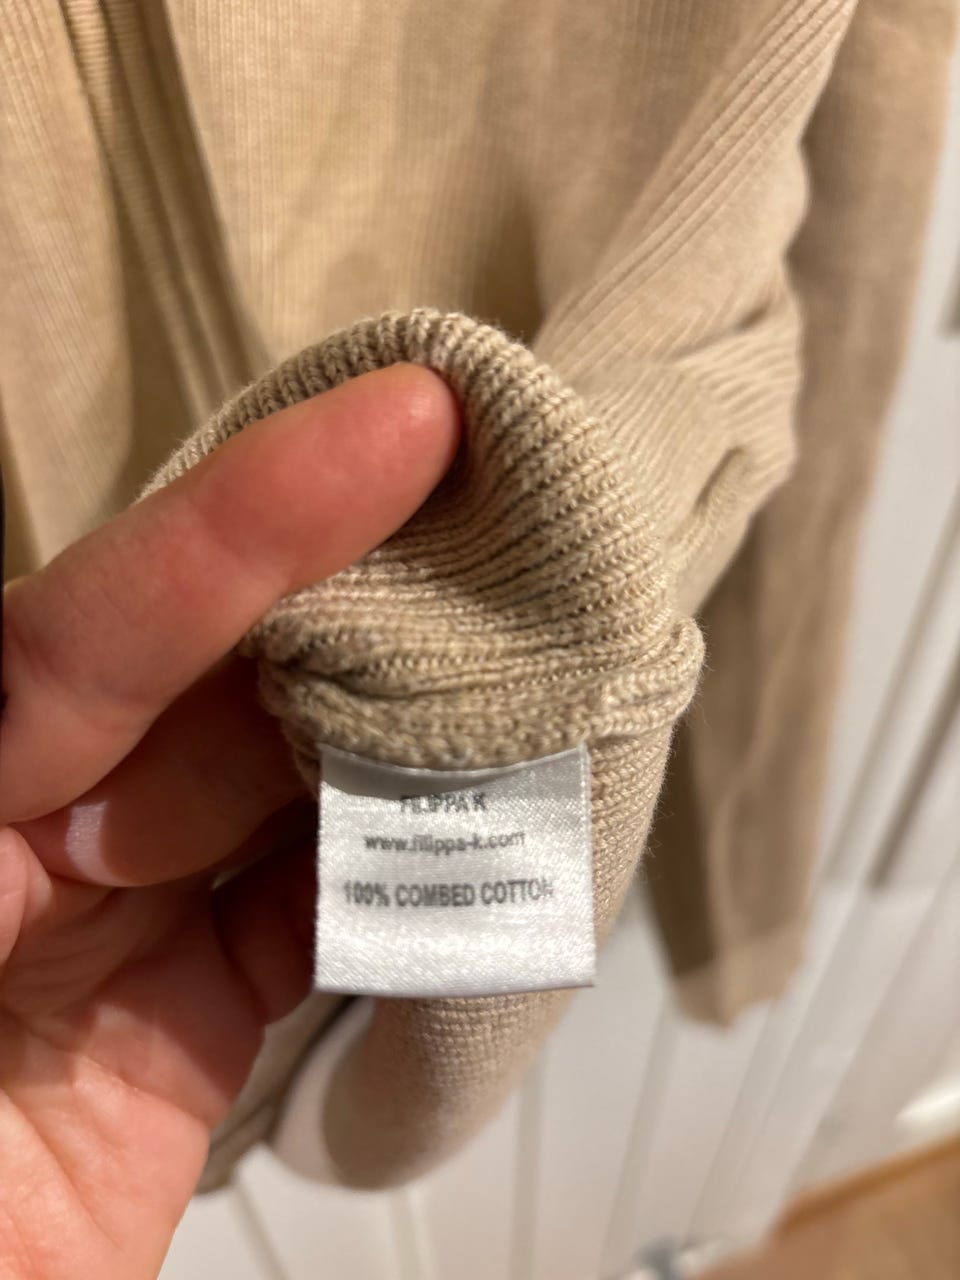 FILIPPA K
www.filippa-k.com
100% COMBED COTTON